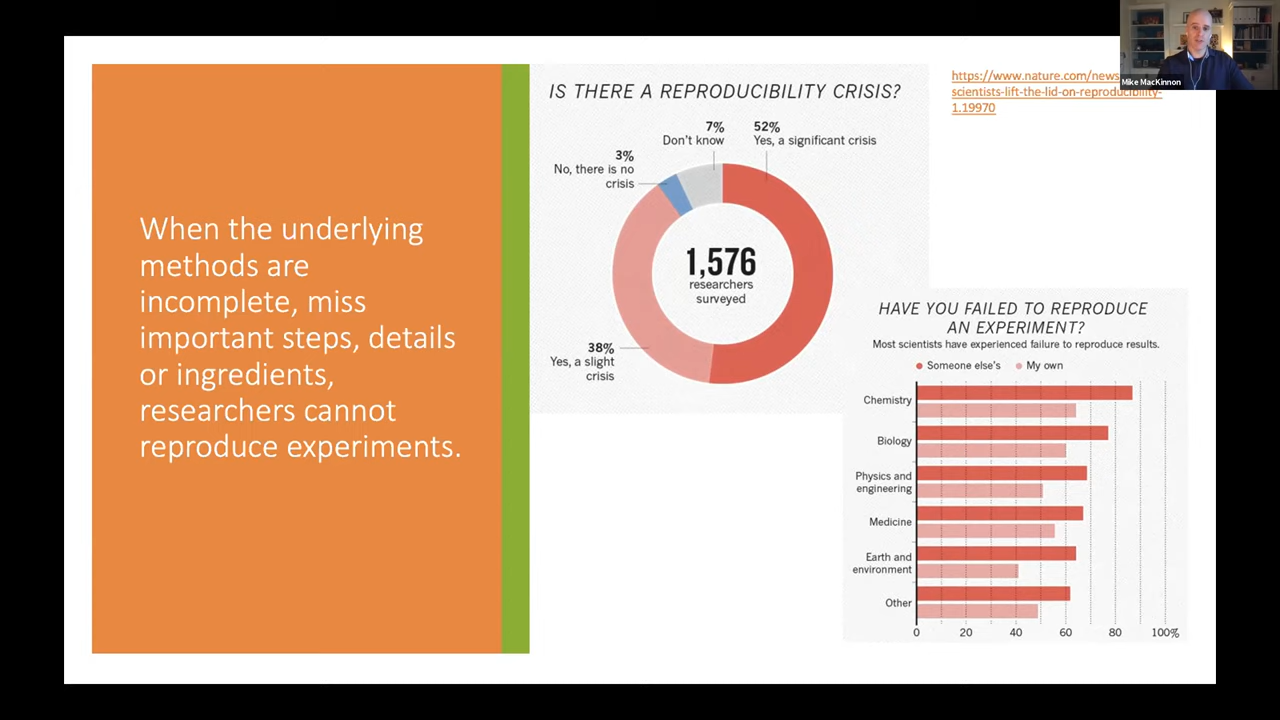 When the underlying
methods are
incomplete, miss
important steps, details
or ingredients,
researchers cannot
reproduce experiments.
IS THERE A REPRODUCIBILITY CRISIS?
7%
Don't know
52%
Yes, a significant crisis
3%
No, there is no
crisis
1,576
researchers
surveyed
38%
Yes, a slight
crisis
https://www.nature.com/news
scientists-lift-the-lid-on-reproducibility-
1.19970
Mike MacKinnon
HAVE YOU FAILED TO REPRODUCE
AN EXPERIMENT?
Most scientists have experienced failure to reproduce results.
Someone else's My own
Chemistry
Biology
Physics and
engineering
Medicine
Earth and
environment
Other
0 20 40 60 80 100%